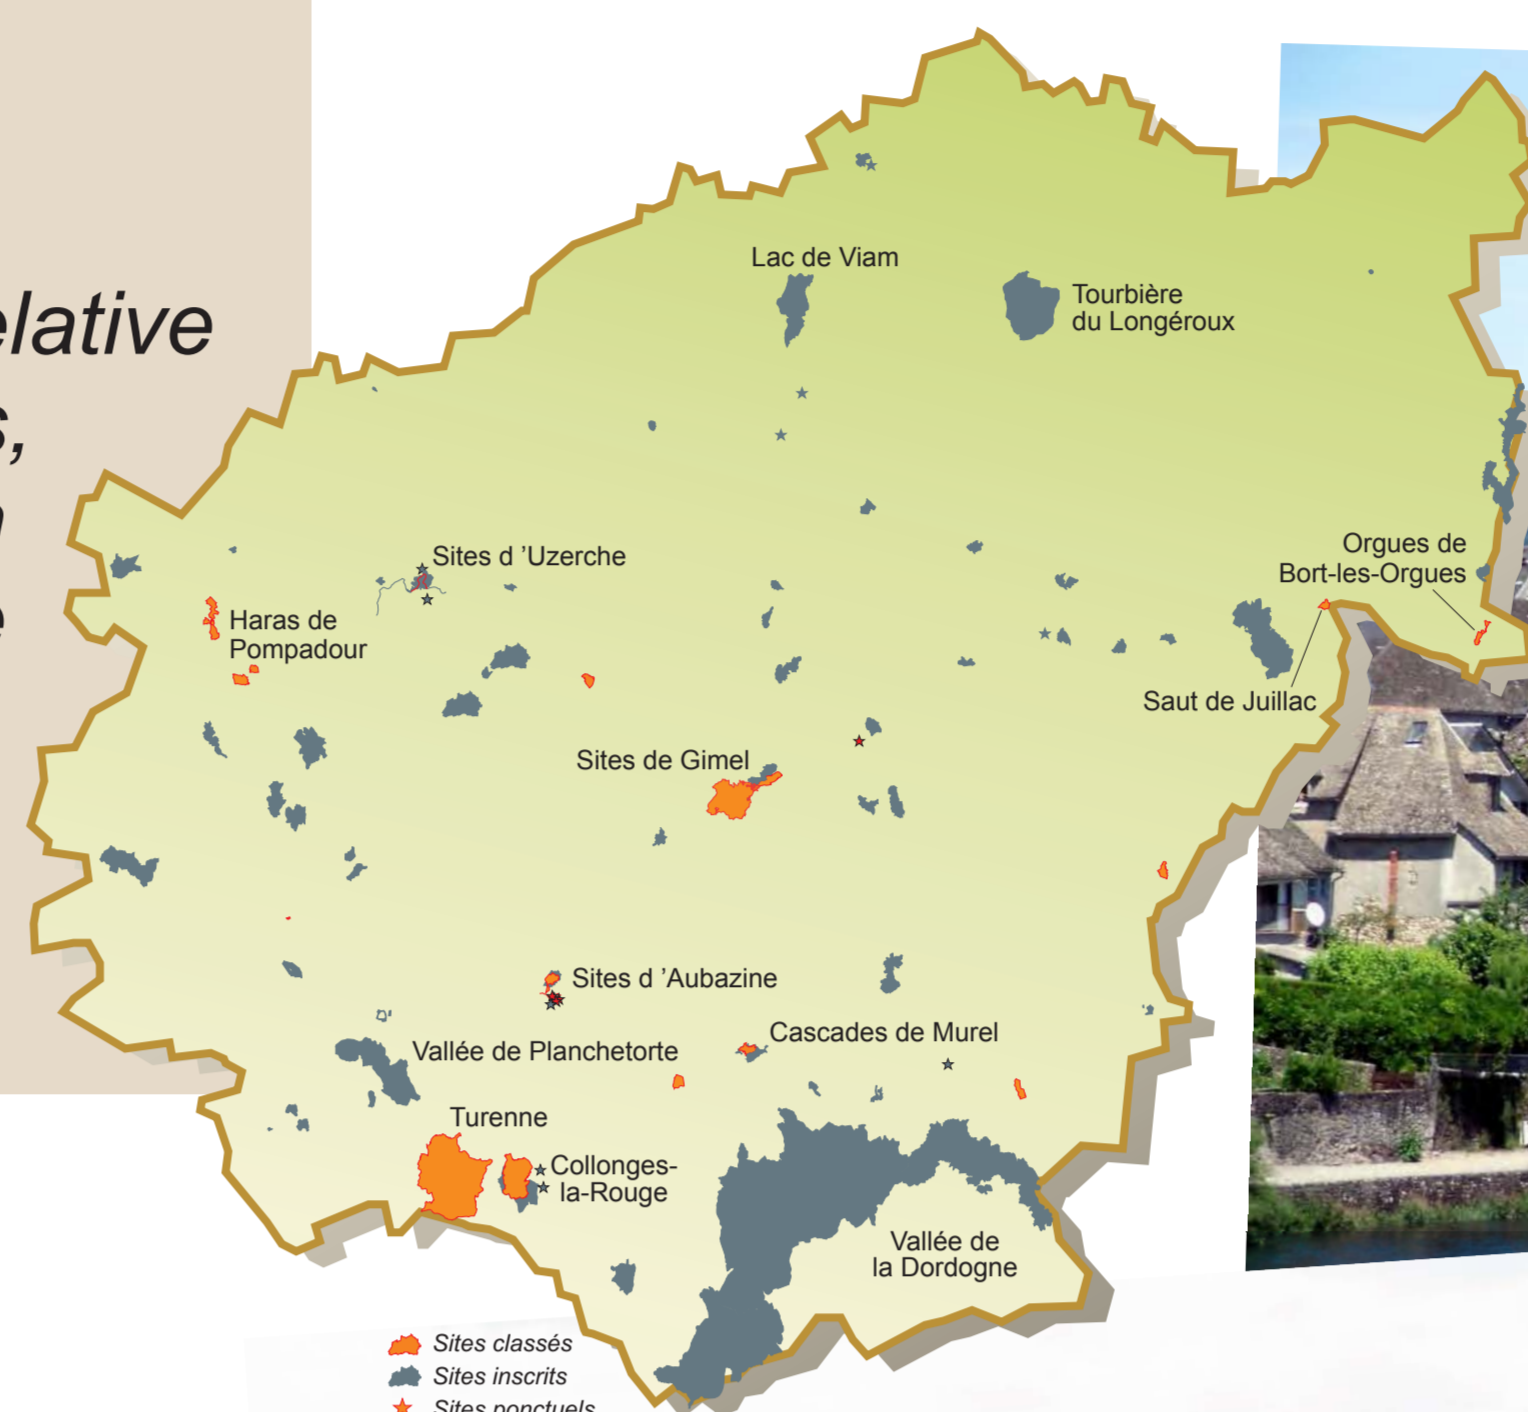 elative
s,
Lac de Viam
Tourbière
du Longéroux
Sites d ’Uzerche
Orgues de
Bort-les-Orgues
Haras de
Pompadour
Saut de Juillac
Sites de Gimel
Sites d ’Aubazine
Cascades de Murel
Vallée de Planchetorte
Turenne
Collonges-
la-Rouge
Vallée de
la Dordogne
Sites classés
Sites inscrits
Sites ponctuels